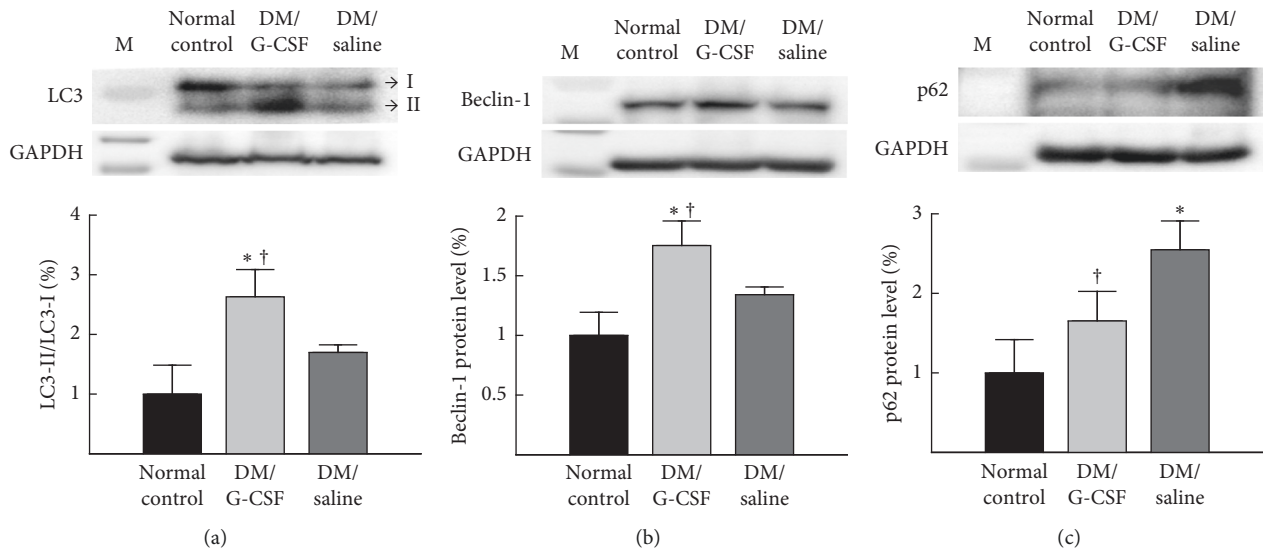 M
Normal control
DM/ G-CSF
DM/ saline
LC3
→ I
→ II
GAPDH
4
3
2
1
LC3-II/LC3-I (%)
* †
Normal control
DM/ G-CSF
DM/ saline
(a)
M
Normal control
DM/ G-CSF
DM/ saline
Beclin-1
GAPDH
2
1.5
1
0.5
Beclin-1 protein level (%)
* †
Normal control
DM/ G-CSF
DM/ saline
(b)
M
Normal control
DM/ G-CSF
DM/ saline
p62
GAPDH
3
2
1
p62 protein level (%)
†
*
Normal control
DM/ G-CSF
DM/ saline
(c)